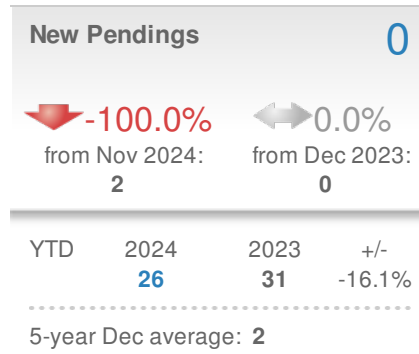 New Pendings 0
-100.0% 0.0%
from Nov 2024: from Dec 2023:
2 0
YTD 2024 2023 +/-
26 31 -16.1%
5-year Dec average: 2